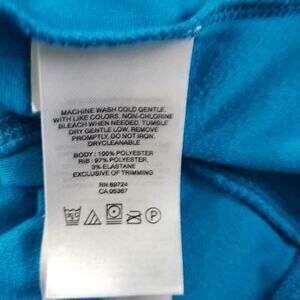 MACHINE WASH COLD GENTLE,
WITH LIKE COLORS. NON-CHLORINE
BLEACH WHEN NEEDED. TUMBLE
DRY GENTLE LOW. REMOVE
PROMPTLY. DO NOT IRON.
DRYCLEANABLE
BODY : 100% POLYESTER
RIB : 97% POLYESTER,
3% ELASTANE
EXCLUSIVE OF TRIMMING
RN 69724
CA 05367
P